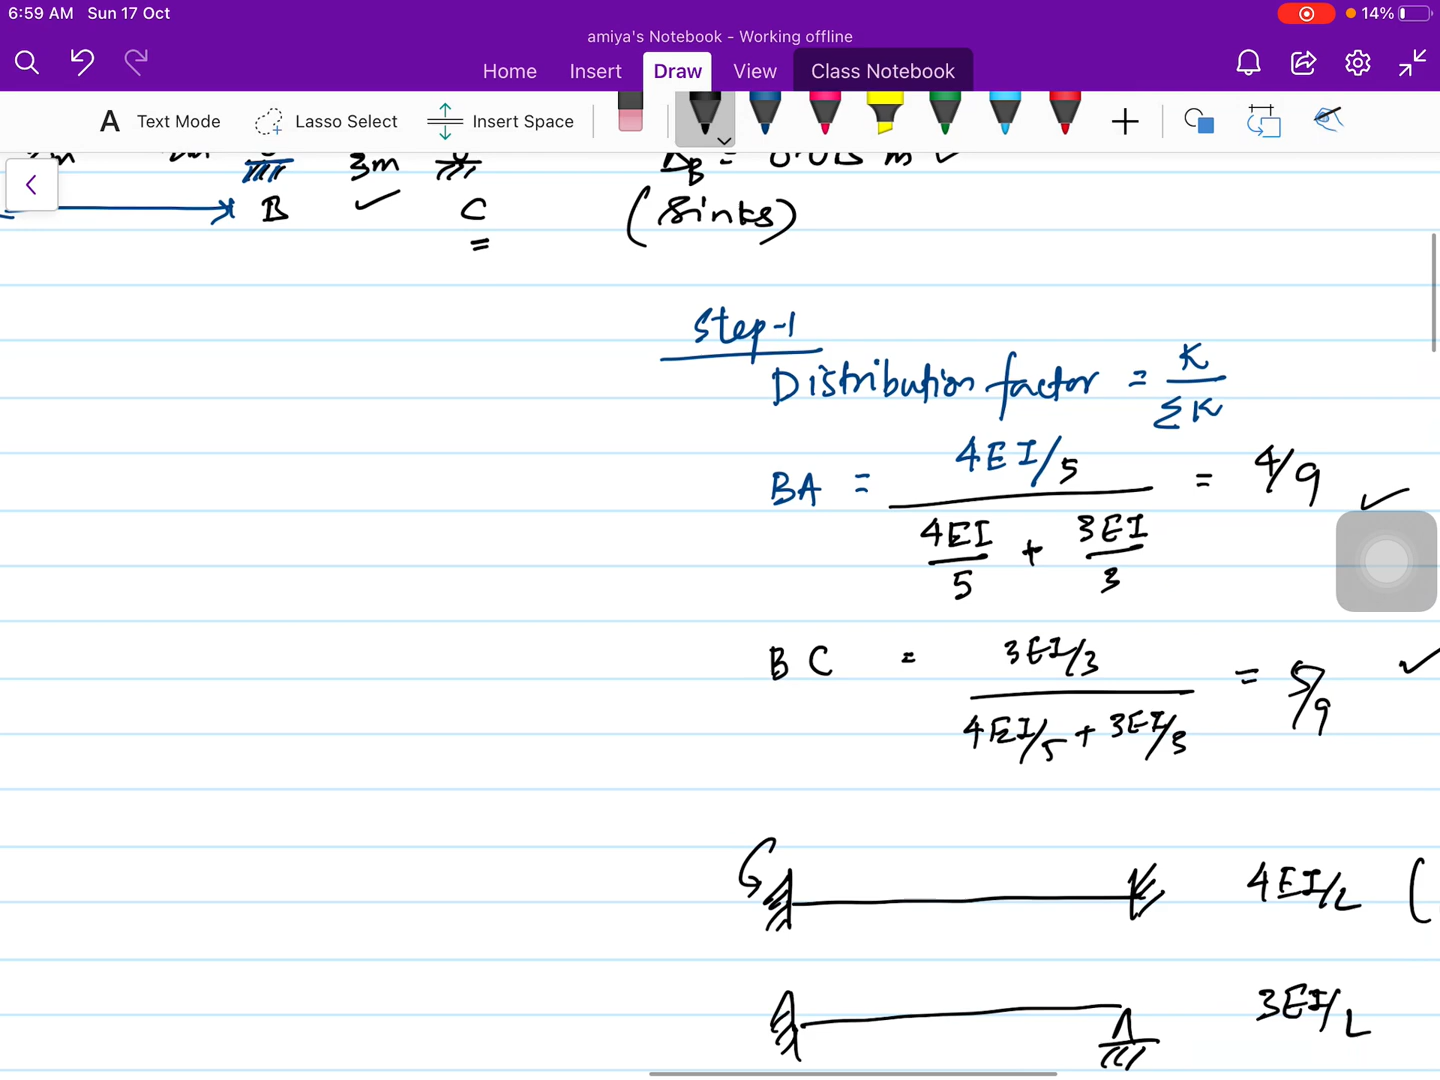 6:59 AM Sun 17 Oct
14%
amiya's Notebook - Working offline
Home Insert Draw View Class Notebook
A Text Mode Lasso Select Insert Space
3m = m
B C (sinks)
Step-1
Distribution factor = K/ΣK
BA = (4EI/5) / (4EI/5 + 3EI/3) = 4/9
BC = (3EI/3) / (4EI/5 + 3EI/3) = 5/9
4EI/L (
3EI/L